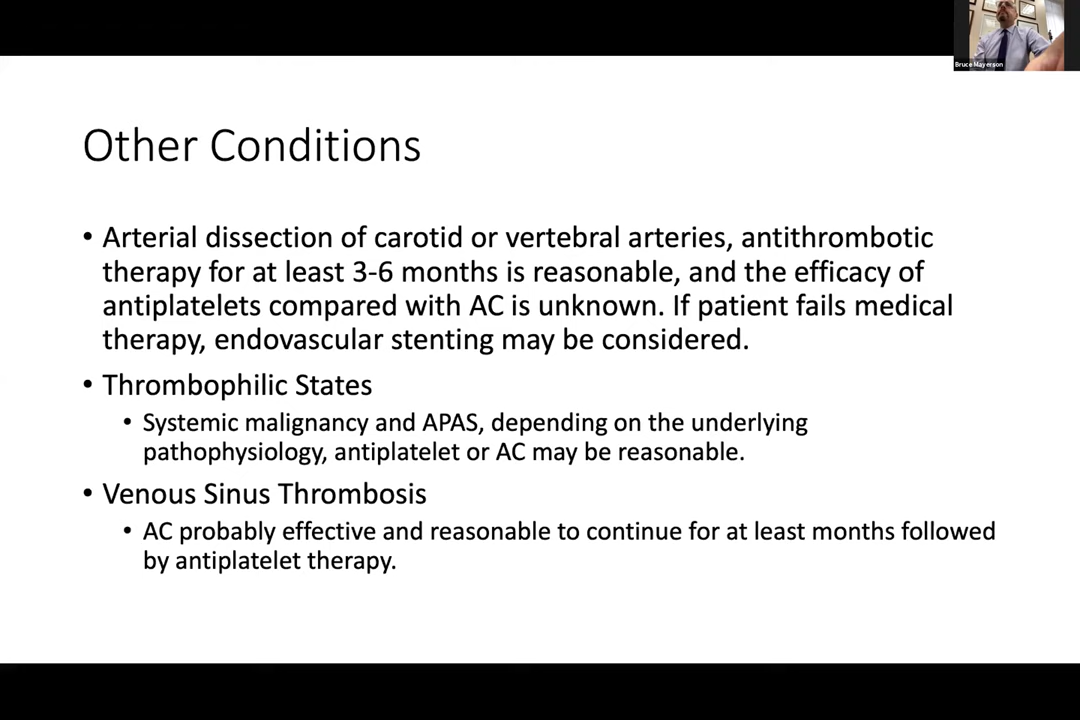 Bruce Mayerson
Other Conditions
• Arterial dissection of carotid or vertebral arteries, antithrombotic
therapy for at least 3-6 months is reasonable, and the efficacy of
antiplatelets compared with AC is unknown. If patient fails medical
therapy, endovascular stenting may be considered.
• Thrombophilic States
• Systemic malignancy and APAS, depending on the underlying
pathophysiology, antiplatelet or AC may be reasonable.
• Venous Sinus Thrombosis
• AC probably effective and reasonable to continue for at least months followed
by antiplatelet therapy.